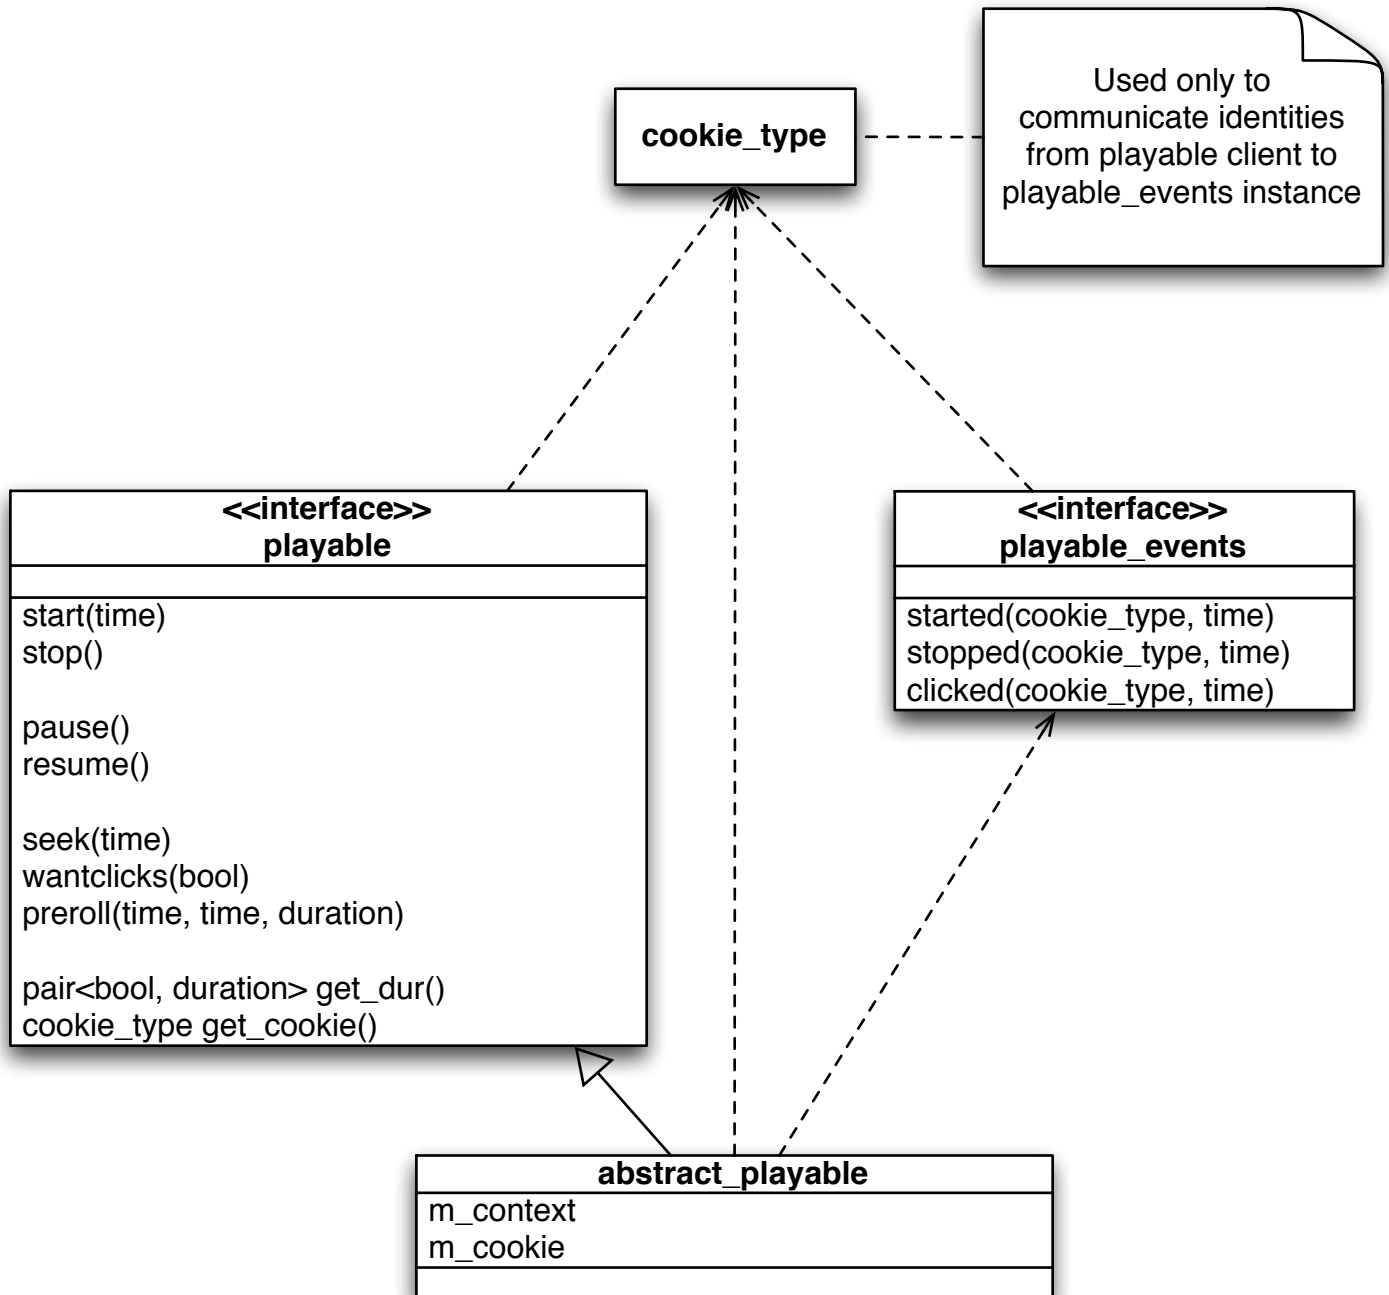 cookie_type
Used only to
communicate identities
from playable client to
playable_events instance
<<interface>>
playable
start(time)
stop()
pause()
resume()
seek(time)
wantclicks(bool)
preroll(time, time, duration)
pair<bool, duration> get_dur()
cookie_type get_cookie()
<<interface>>
playable_events
started(cookie_type, time)
stopped(cookie_type, time)
clicked(cookie_type, time)
abstract_playable
m_context
m_cookie